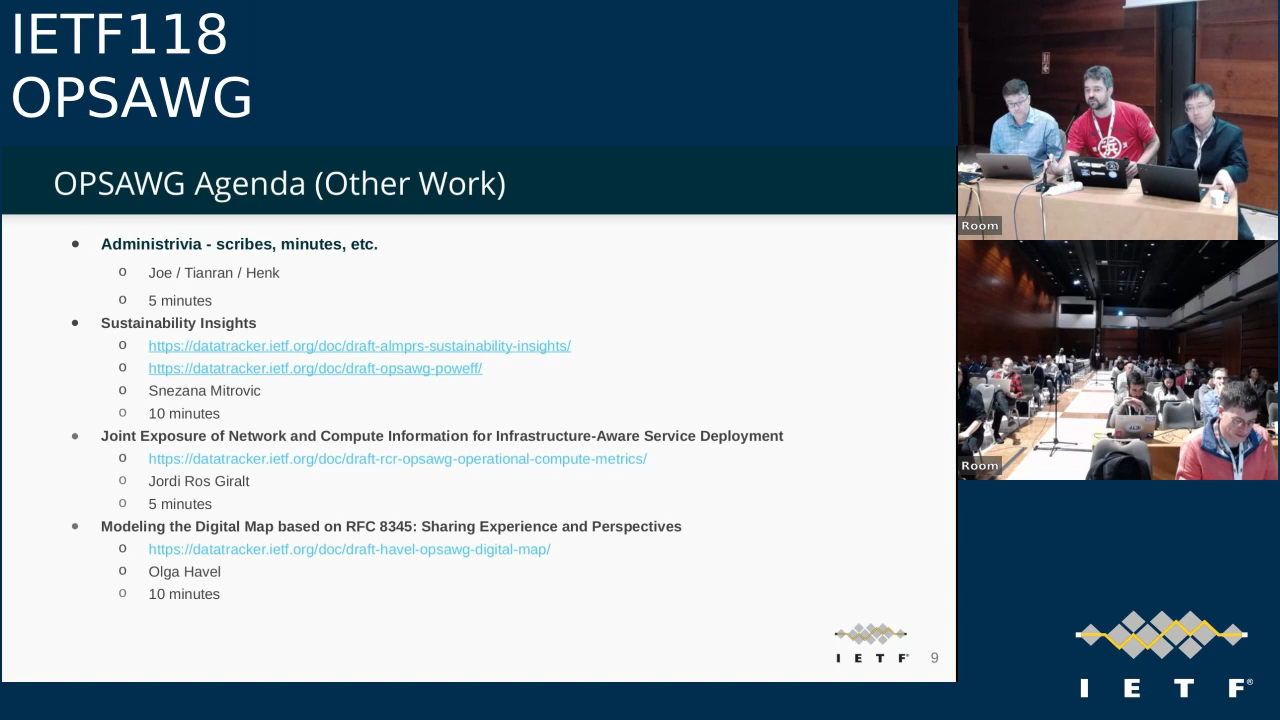 IETF118
OPSAWG
OPSAWG Agenda (Other Work)
● Administrivia - scribes, minutes, etc.
o Joe / Tianran / Henk
o 5 minutes
● Sustainability Insights
o https://datatracker.ietf.org/doc/draft-almprs-sustainability-insights/
o https://datatracker.ietf.org/doc/draft-opsawg-poweff/
o Snezana Mitrovic
o 10 minutes
● Joint Exposure of Network and Compute Information for Infrastructure-Aware Service Deployment
o https://datatracker.ietf.org/doc/draft-rcr-opsawg-operational-compute-metrics/
o Jordi Ros Giralt
o 5 minutes
● Modeling the Digital Map based on RFC 8345: Sharing Experience and Perspectives
o https://datatracker.ietf.org/doc/draft-havel-opsawg-digital-map/
o Olga Havel
o 10 minutes
I E T F®
9
Room
Room
I E T F®